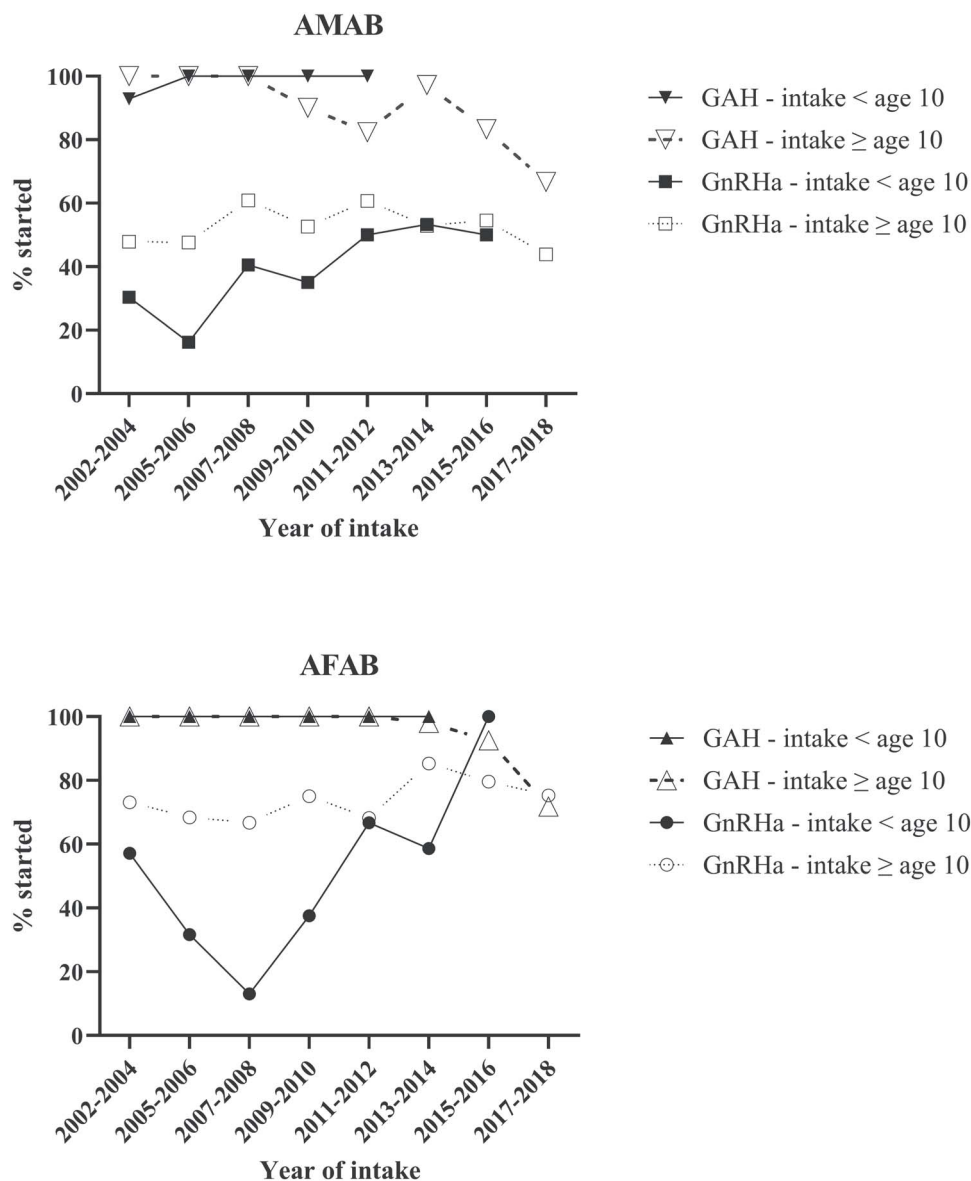 AMAB
100
80
60
40
20
0
% started
2002-2004
2005-2006
2007-2008
2009-2010
2011-2012
2013-2014
2015-2016
2017-2018
Year of intake
GAH - intake < age 10
GAH - intake ≥ age 10
GnRHa - intake < age 10
GnRHa - intake ≥ age 10
AFAB
100
80
60
40
20
0
% started
2002-2004
2005-2006
2007-2008
2009-2010
2011-2012
2013-2014
2015-2016
2017-2018
Year of intake
GAH - intake < age 10
GAH - intake ≥ age 10
GnRHa - intake < age 10
GnRHa - intake ≥ age 10